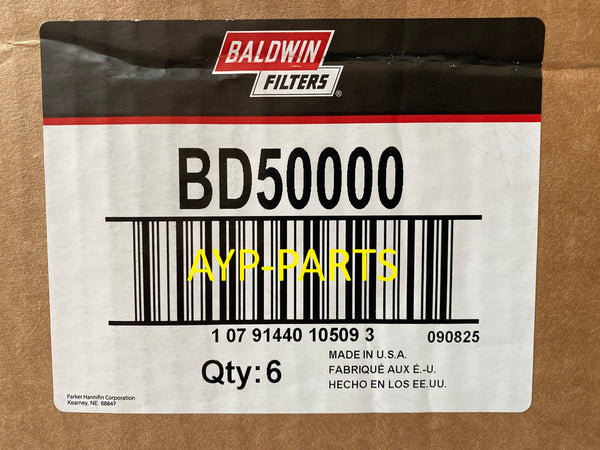 BALDWIN
FILTERS®
BD50000
AYP-PARTS
1 07 91440 10509 3
090825
Qty:6
MADE IN U.S.A.
FABRIQUÉ AUX É.-U.
HECHO EN LOS EE.UU.
Parker Hannifin Corporation
Kearney, NE 68847